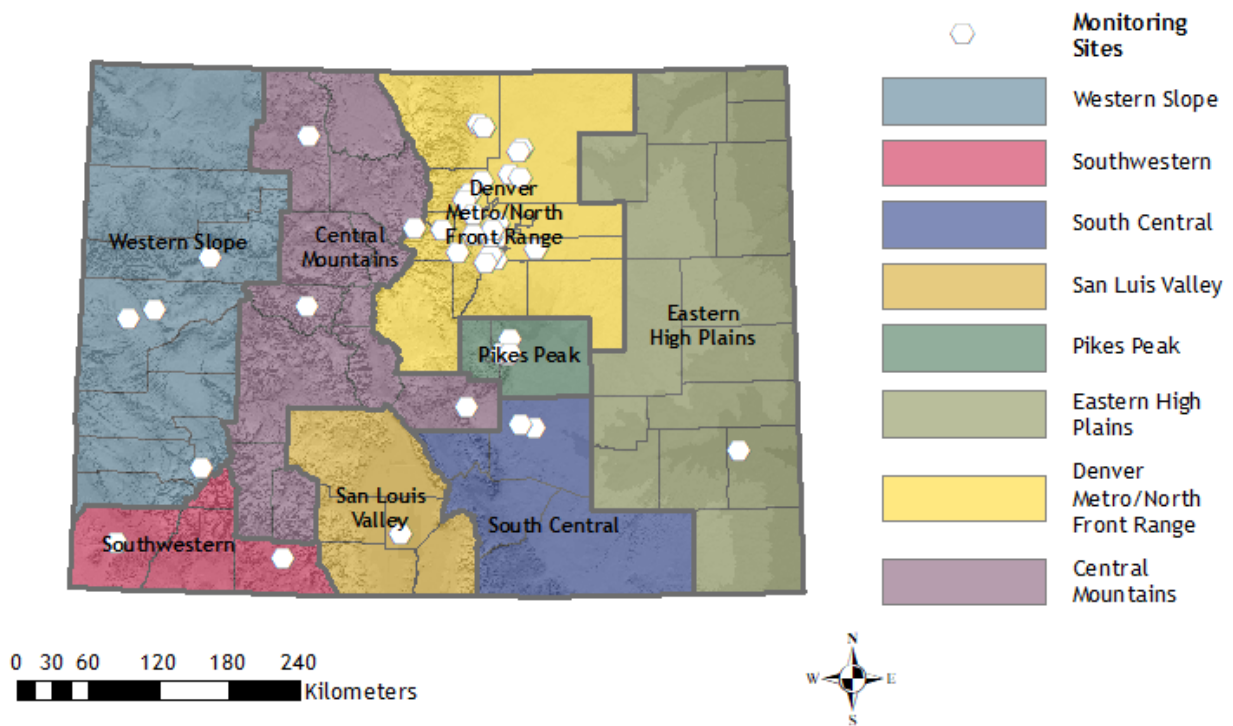 Monitoring
Sites
Western Slope
Southwestern
South Central
San Luis Valley
Pikes Peak
Eastern High
Plains
Denver
Metro/North
Front Range
Central
Mountains
Denver
Metro/North
Front Range
Western Slope
Central
Mountains
Eastern
High Plains
Pikes Peak
San Louis
Valley
South Central
Southwestern
0 30 60 120 180 240
Kilometers
N
W E
S